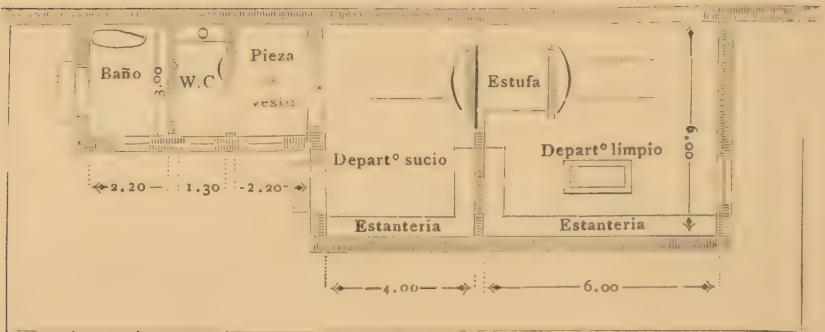 Baño
3.00
W.C
Pieza
vestir
Estufa
6.00
Depart° sucio
Depart° limpio
2.20
1.30
2.20
Estanteria
Estanteria
4.00
6.00